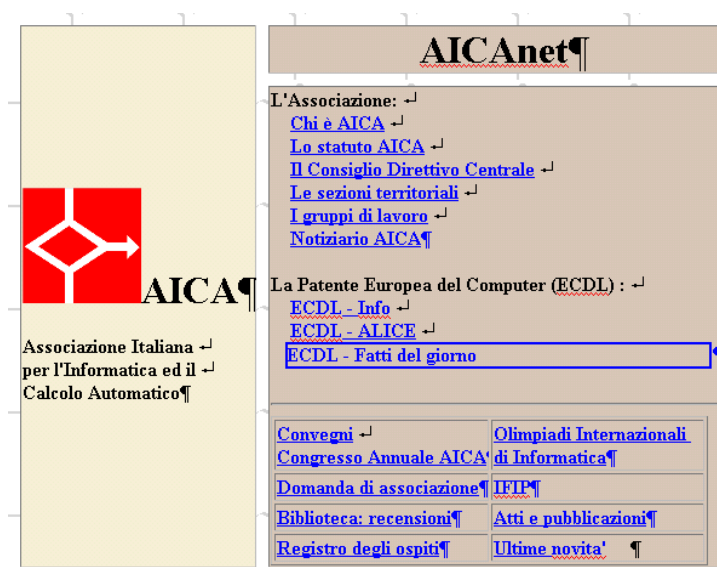 AICAnet¶
AICA¶
Associazione Italiana ↵
per l'Informatica ed il ↵
Calcolo Automatico¶
L'Associazione: ↵
Chi è AICA ↵
Lo statuto AICA ↵
Il Consiglio Direttivo Centrale ↵
Le sezioni territoriali ↵
I gruppi di lavoro ↵
Notiziario AICA¶
La Patente Europea del Computer (ECDL) : ↵
ECDL - Info ↵
ECDL - ALICE ↵
ECDL - Fatti del giorno ¶
Convegni ↵
Congresso Annuale AICA¶
Olimpiadi Internazionali
di Informatica¶
Domanda di associazione¶
IFIP¶
Biblioteca: recensioni¶
Atti e pubblicazioni¶
Registro degli ospiti¶
Ultime novita' ¶